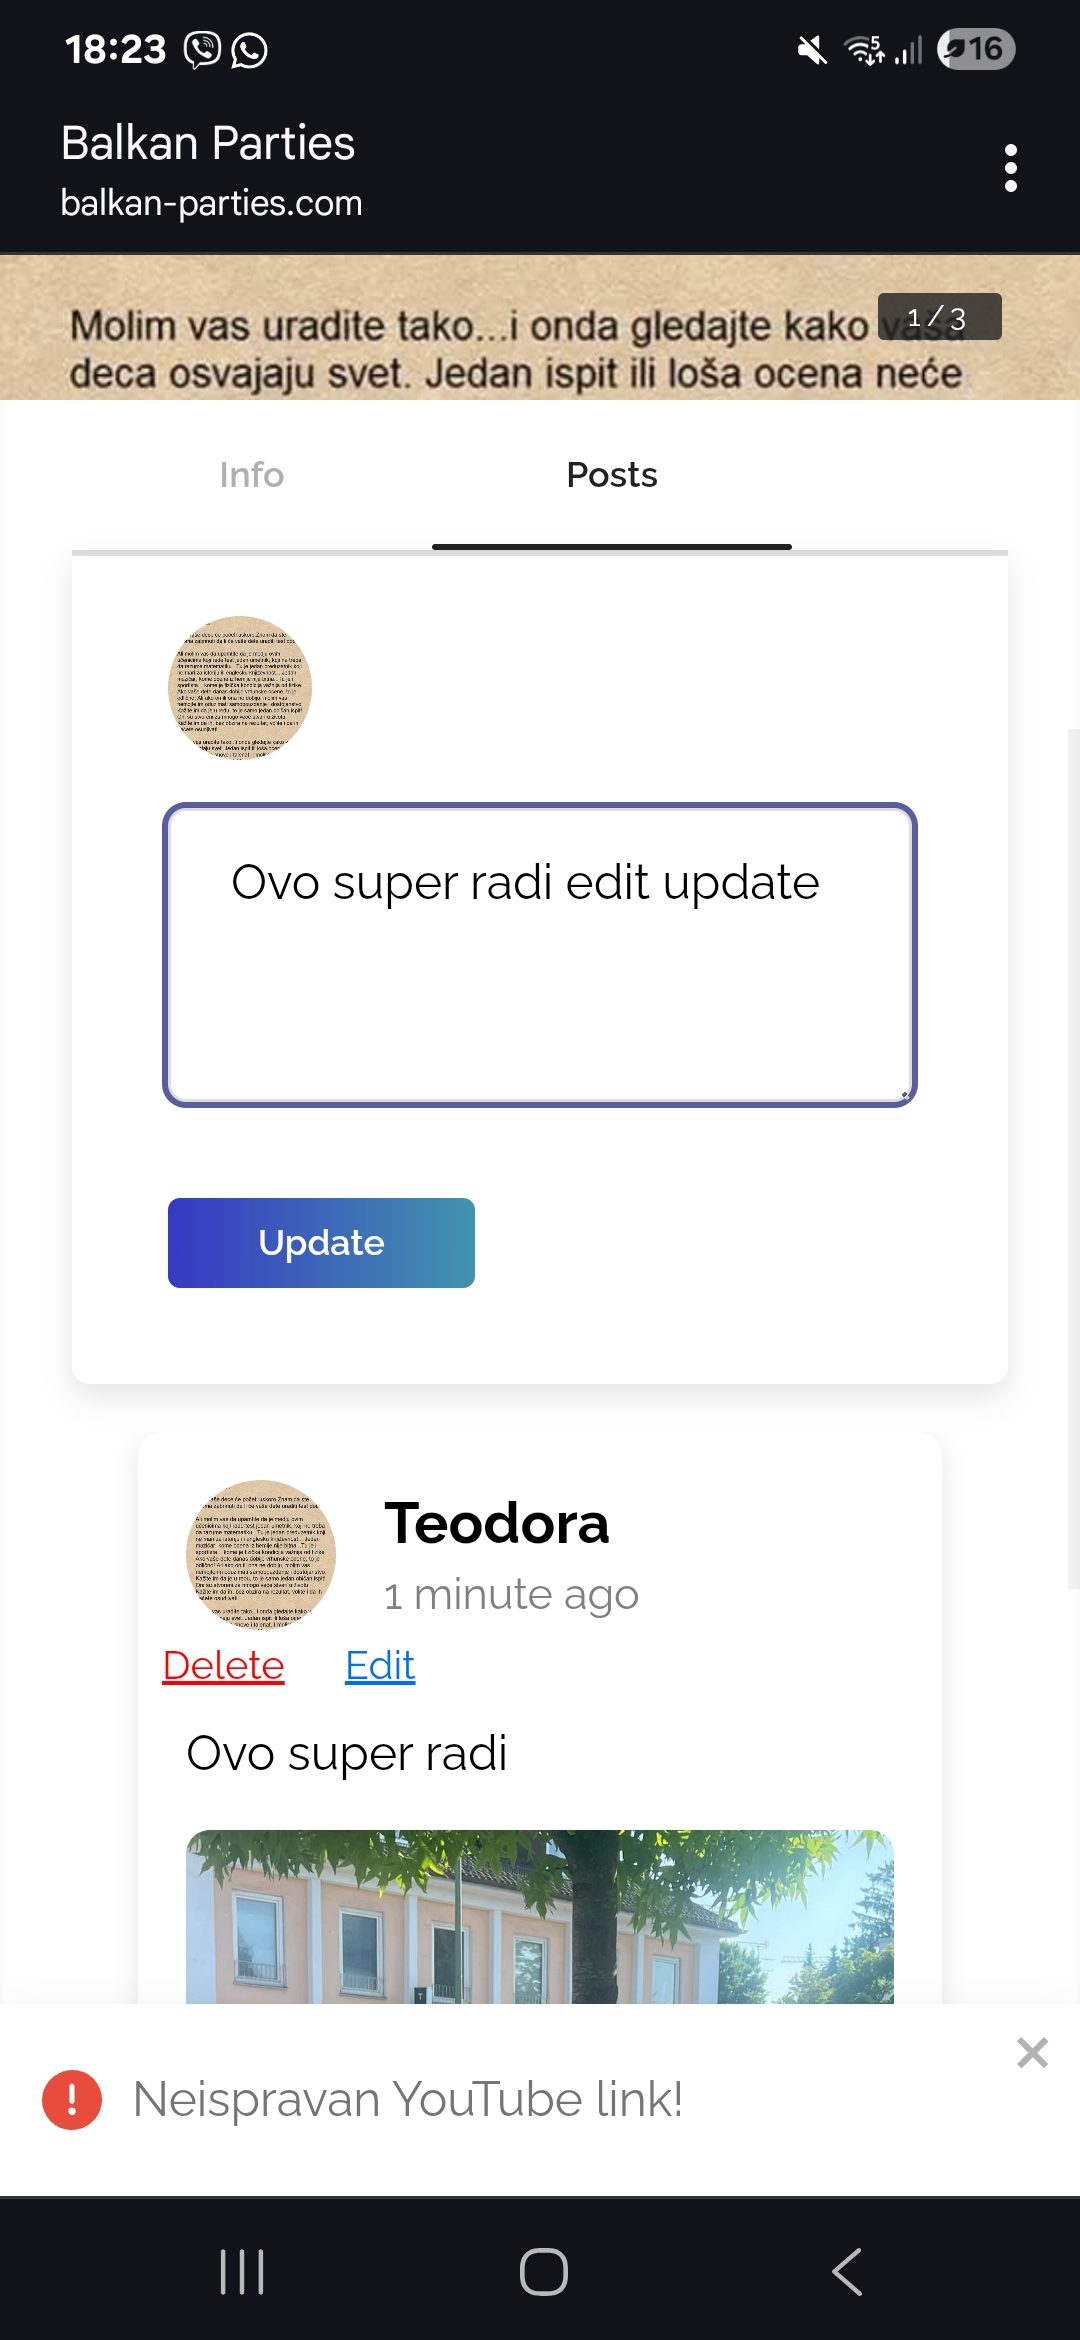 18:23
16
Balkan Parties
balkan-parties.com
Molim vas uradite tako...i onda gledajte kako vaša
1/3
deca osvajaju svet. Jedan ispit ili loša ocena neće
Info
Posts
Ovo super radi edit update
Update
Teodora
1 minute ago
Delete
Edit
Ovo super radi
Neispravan YouTube link!